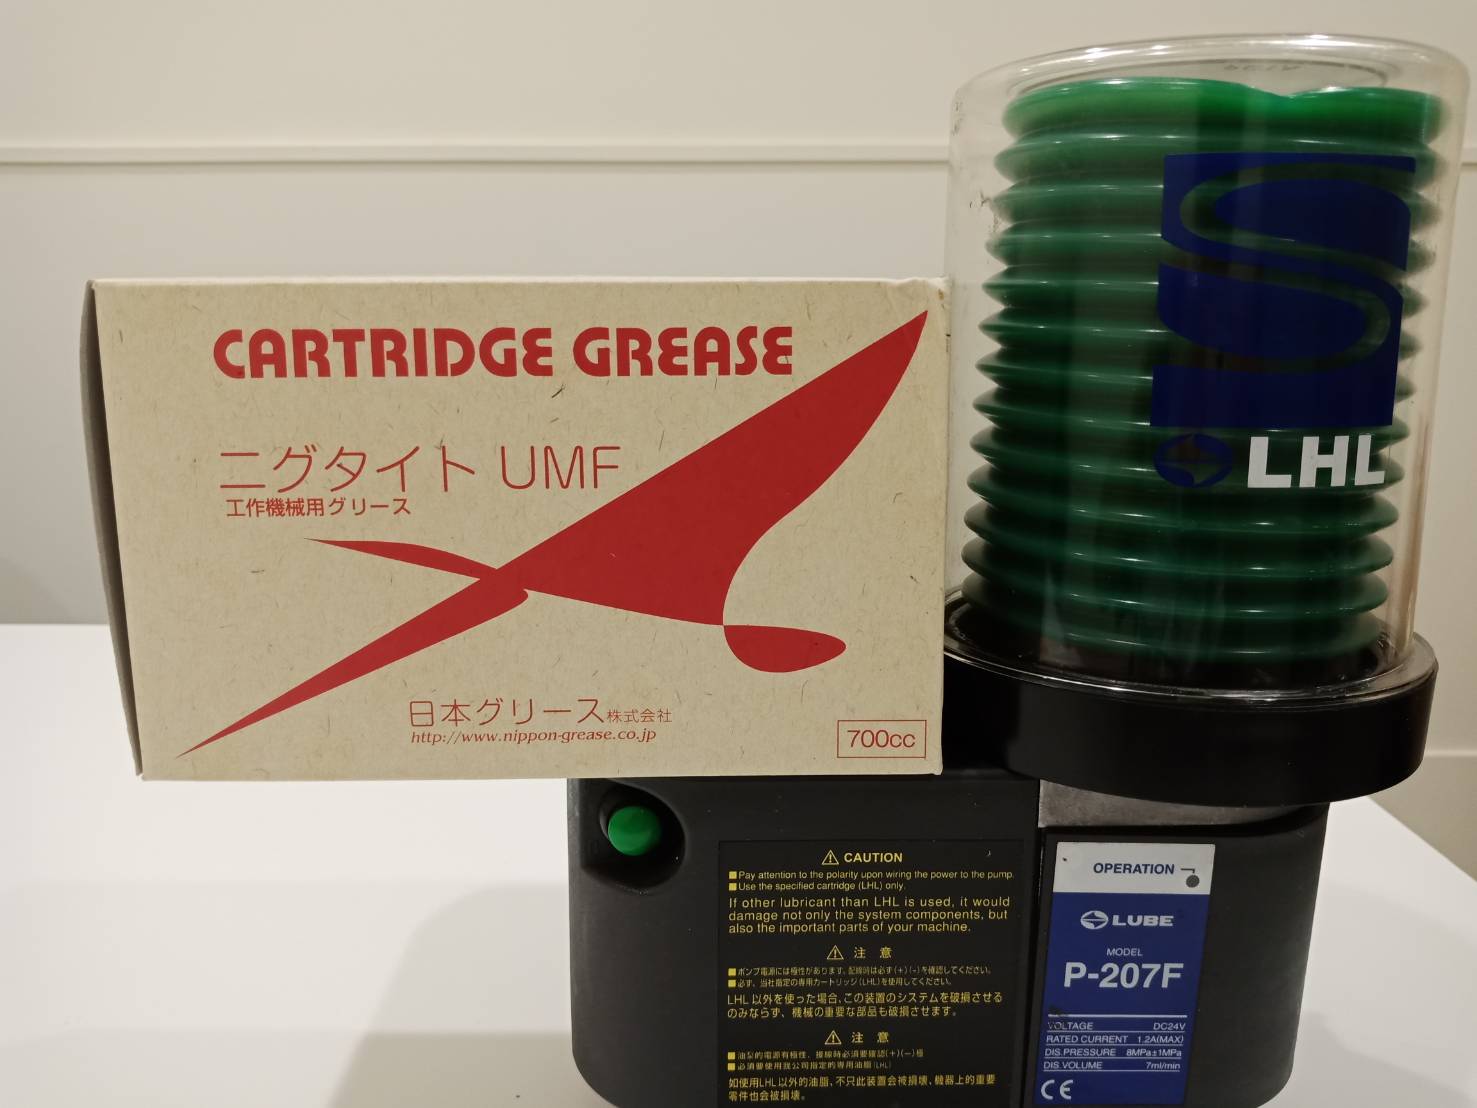 CARTRIDGE GREASE
ニグタイト UMF
工作機械用グリース
日本グリース株式会社
http://www.nippon-grease.co.jp
700cc
S
LHL
⚠ CAUTION
■Pay attention to the polarity upon wiring the power to the pump.
■Use the specified cartridge (LHL) only.
If other lubricant than LHL is used, it would
damage not only the system components, but
also the important parts of your machine.
⚠ 注 意
■ポンプ電源には極性があります。配線時は必ず(+)(-)を確認してください。
■必ず、当社指定の専用カートリッジ(LHL)を使用してください。
LHL以外を使った場合、この装置のシステムを破損させる
のみならず、機械の重要な部品も破損させます。
⚠ 注 意
■油泵的電源有極性、接線時必須要確認(+)(-)極
■必須要使用我公司指定的専用油脂(LHL)
如使用LHL以外的油脂、不只此装置会被損壊、機器上的重要
零件也会被損壊。
OPERATION
LUBE
MODEL
P-207F
VOLTAGE DC24V
RATED CURRENT 1.2A(MAX)
DIS.PRESSURE 8MPa±1MPa
DIS.VOLUME 7ml/min
CE